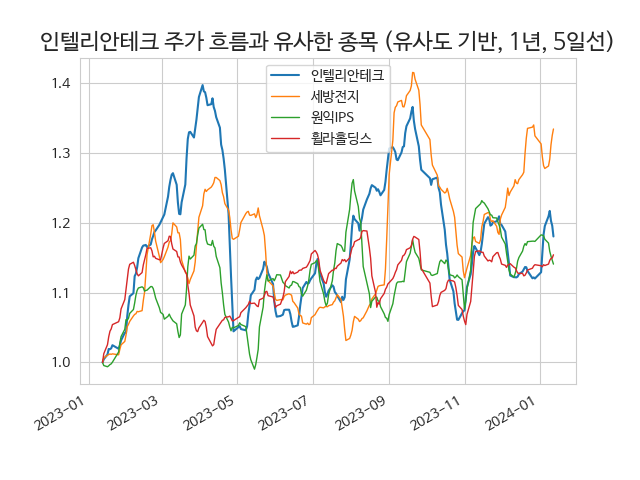 인텔리안테크 주가 흐름과 유사한 종목 (유사도 기반, 1년, 5일선)
인텔리안테크
세방전지
원익IPS
휠라홀딩스
1.4
1.3
1.2
1.1
1.0
2023-01
2023-03
2023-05
2023-07
2023-09
2023-11
2024-01